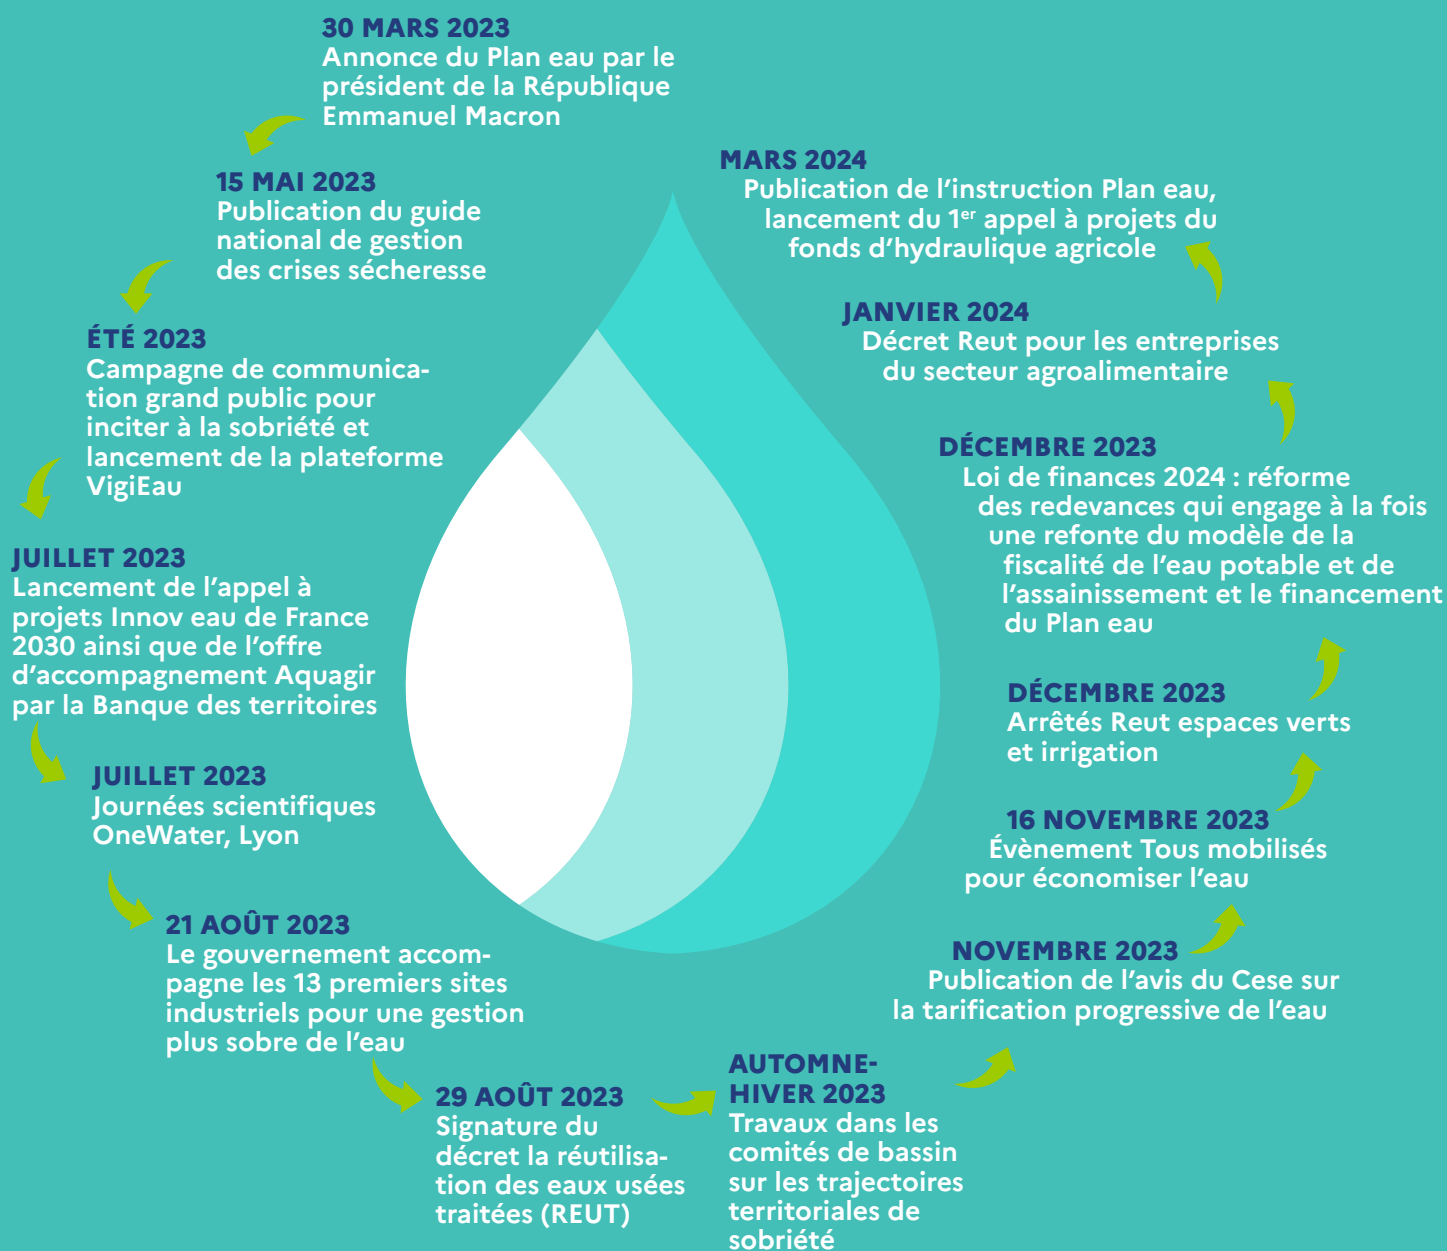 30 MARS 2023
Annonce du Plan eau par le
président de la République
Emmanuel Macron
15 MAI 2023
Publication du guide
national de gestion
des crises sécheresse
ÉTÉ 2023
Campagne de communica-
tion grand public pour
inciter à la sobriété et
lancement de la plateforme
VigiEau
JUILLET 2023
Lancement de l’appel à
projets Innov eau de France
2030 ainsi que de l’offre
d’accompagnement Aquagir
par la Banque des territoires
JUILLET 2023
Journées scientifiques
OneWater, Lyon
21 AOÛT 2023
Le gouvernement accom-
pagne les 13 premiers sites
industriels pour une gestion
plus sobre de l’eau
29 AOÛT 2023
Signature du
décret la réutilisa-
tion des eaux usées
traitées (REUT)
AUTOMNE-
HIVER 2023
Travaux dans les
comités de bassin
sur les trajectoires
territoriales de
sobriété
NOVEMBRE 2023
Publication de l’avis du Cese sur
la tarification progressive de l’eau
16 NOVEMBRE 2023
Évènement Tous mobilisés
pour économiser l’eau
DÉCEMBRE 2023
Arrêtés Reut espaces verts
et irrigation
DÉCEMBRE 2023
Loi de finances 2024 : réforme
des redevances qui engage à la fois
une refonte du modèle de la
fiscalité de l’eau potable et de
l’assainissement et le financement
du Plan eau
JANVIER 2024
Décret Reut pour les entreprises
du secteur agroalimentaire
MARS 2024
Publication de l’instruction Plan eau,
lancement du 1er appel à projets du
fonds d’hydraulique agricole